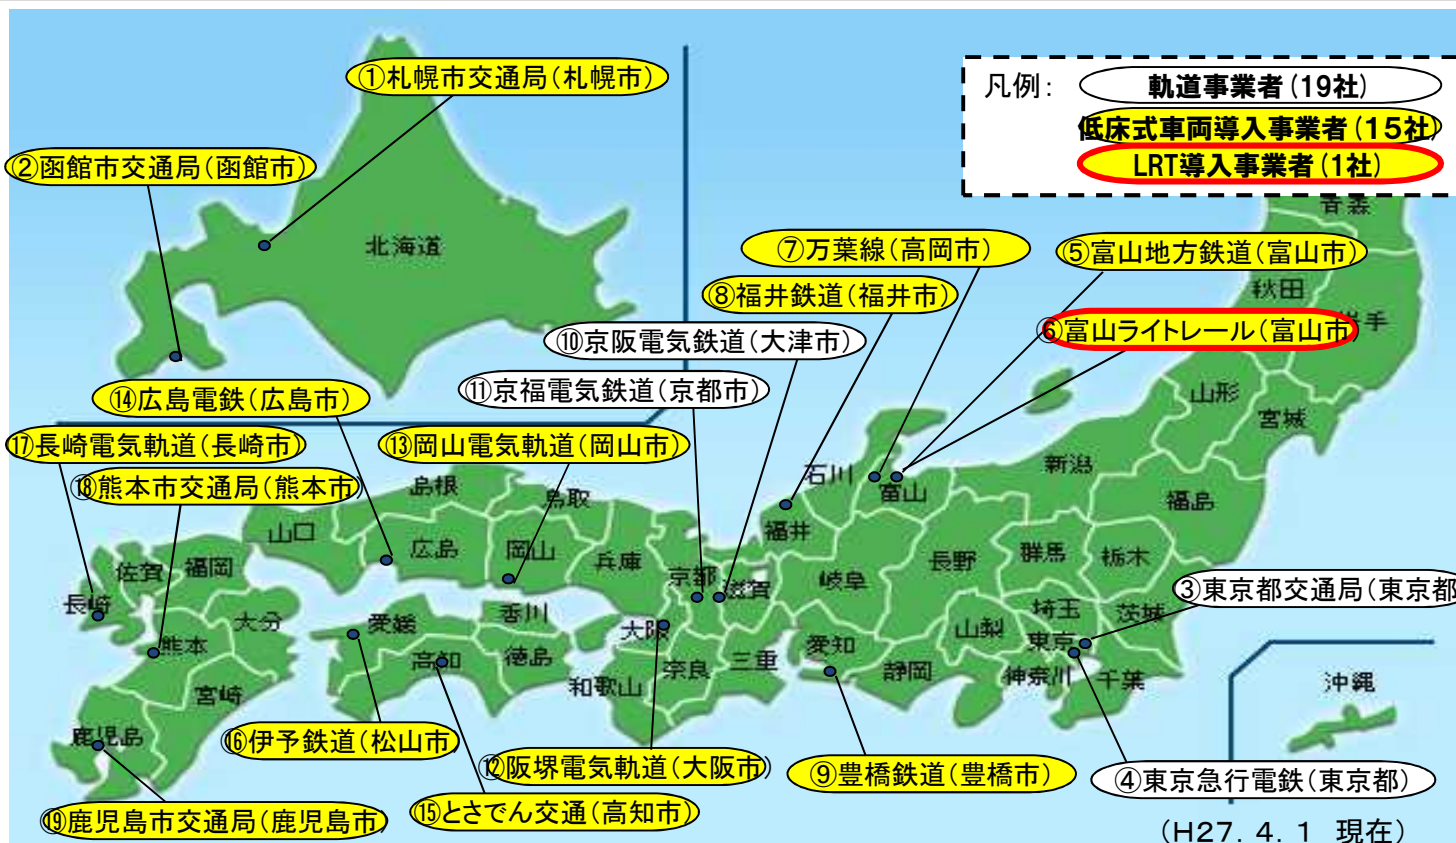 凡例：
軌道事業者(19社)
低床式車両導入事業者(15社)
LRT導入事業者(1社)
①札幌市交通局(札幌市)
②函館市交通局(函館市)
北海道
⑦万葉線(高岡市)
⑤富山地方鉄道(富山市)
⑧福井鉄道(福井市)
⑥富山ライトレール(富山市)
⑩京阪電気鉄道(大津市)
⑪京福電気鉄道(京都市)
⑭広島電鉄(広島市)
⑰長崎電気軌道(長崎市)
⑬岡山電気軌道(岡山市)
⑱熊本市交通局(熊本市)
青森
秋田
岩手
山形
宮城
新潟
福島
石川
富山
福井
長野
群馬
栃木
岐阜
島根
鳥取
山口
広島
岡山
兵庫
京都
滋賀
佐賀
福岡
長崎
大分
熊本
宮崎
鹿児島
愛媛
香川
高知
徳島
大阪
奈良
三重
和歌山
愛知
静岡
山梨
埼玉
東京
茨城
神奈川
千葉
沖縄
③東京都交通局(東京都
④東京急行電鉄(東京都)
⑨豊橋鉄道(豊橋市)
⑫阪堺電気軌道(大阪市)
⑯伊予鉄道(松山市)
⑮とさでん交通(高知市)
⑲鹿児島市交通局(鹿児島市)
(H27．4．1　現在)